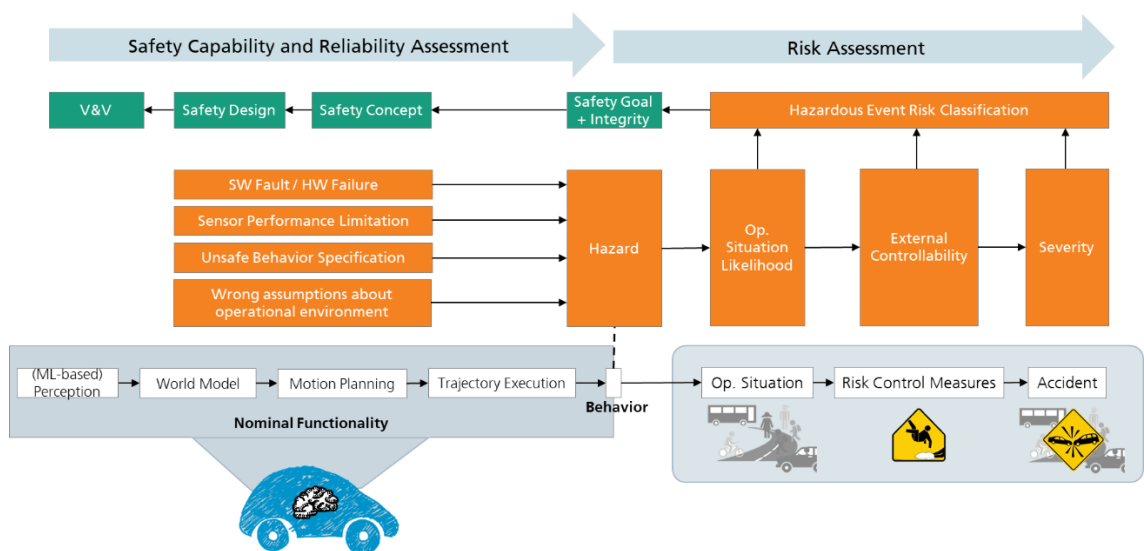 Safety Capability and Reliability Assessment
Risk Assessment
V&V
Safety Design
Safety Concept
Safety Goal
+ Integrity
Hazardous Event Risk Classification
SW Fault / HW Failure
Sensor Performance Limitation
Unsafe Behavior Specification
Wrong assumptions about
operational environment
Hazard
Op.
Situation
Likelihood
External
Controllability
Severity
(ML-based)
Perception
World Model
Motion Planning
Trajectory Execution
Behavior
Nominal Functionality
Op. Situation
Risk Control Measures
Accident